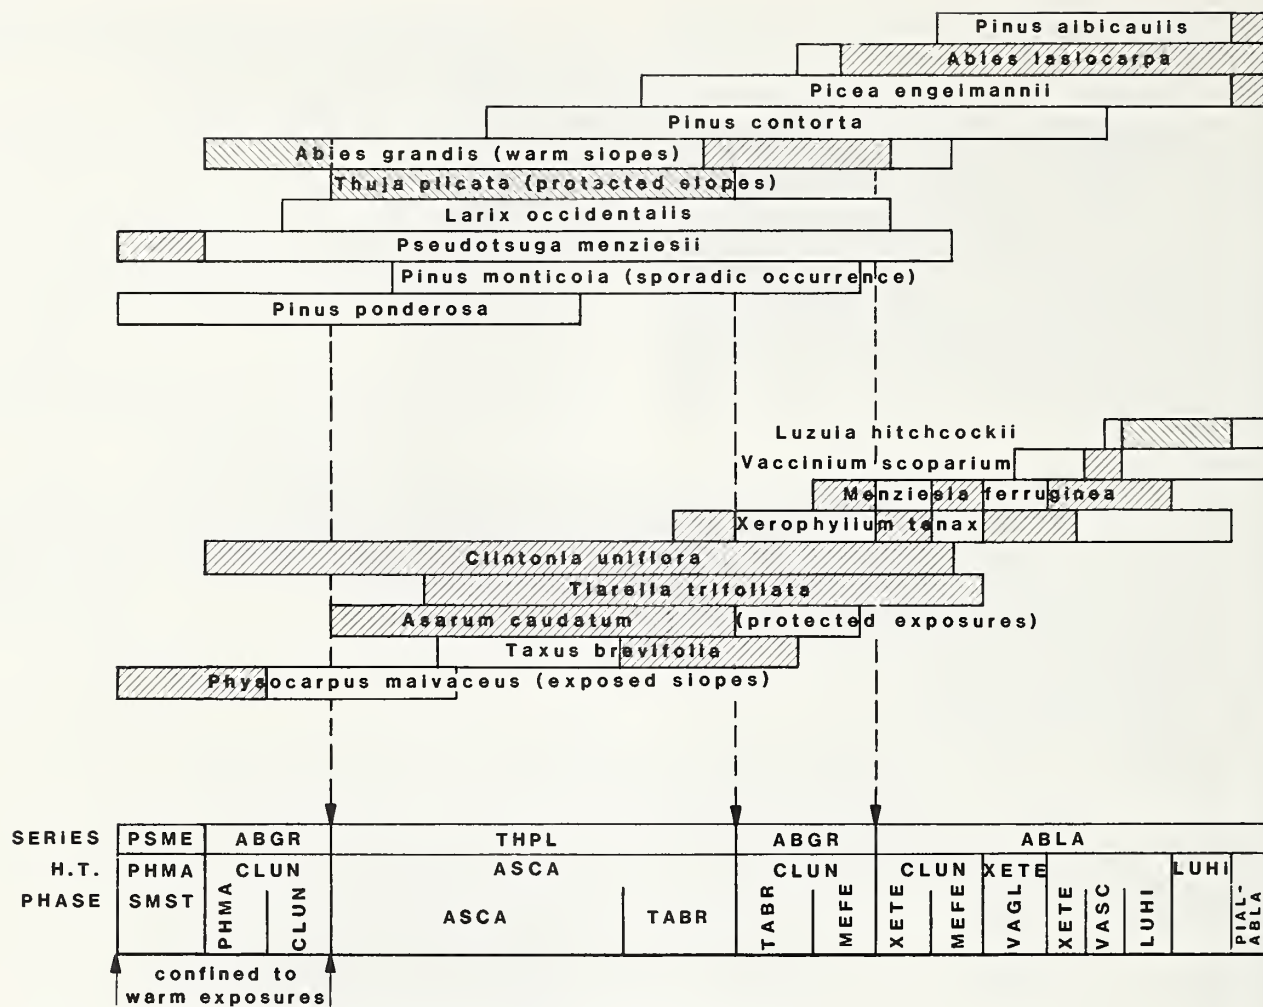 Pinus albicaulis
Abies lasiocarpa
Picea engelmannii
Pinus contorta
Abies grandis (warm slopes)
Thuja plicata (protacted slopes)
Larix occidentalis
Pseudotsuga menziesii
Pinus monticola (sporadic occurrence)
Pinus ponderosa
Luzula hitchcockii
Vaccinium scoparium
Menziesia ferruginea
Xerophyllum tenax
Clintonia uniflora
Tiarella trifoliata
Asarum caudatum (protected exposures)
Taxus brevifolia
Physocarpus malvaceus (exposed slopes)
SERIES PSME ABGR THPL ABGR ABLA
H.T. PHMA CLUN ASCA CLUN CLUN XETE LUHI
PHASE SMST PHMA CLUN ASCA TABR TABR MEFE XETE MEFE VAGL XETE VASC LUHI PIAL-
ABLA
confined to
warm exposures